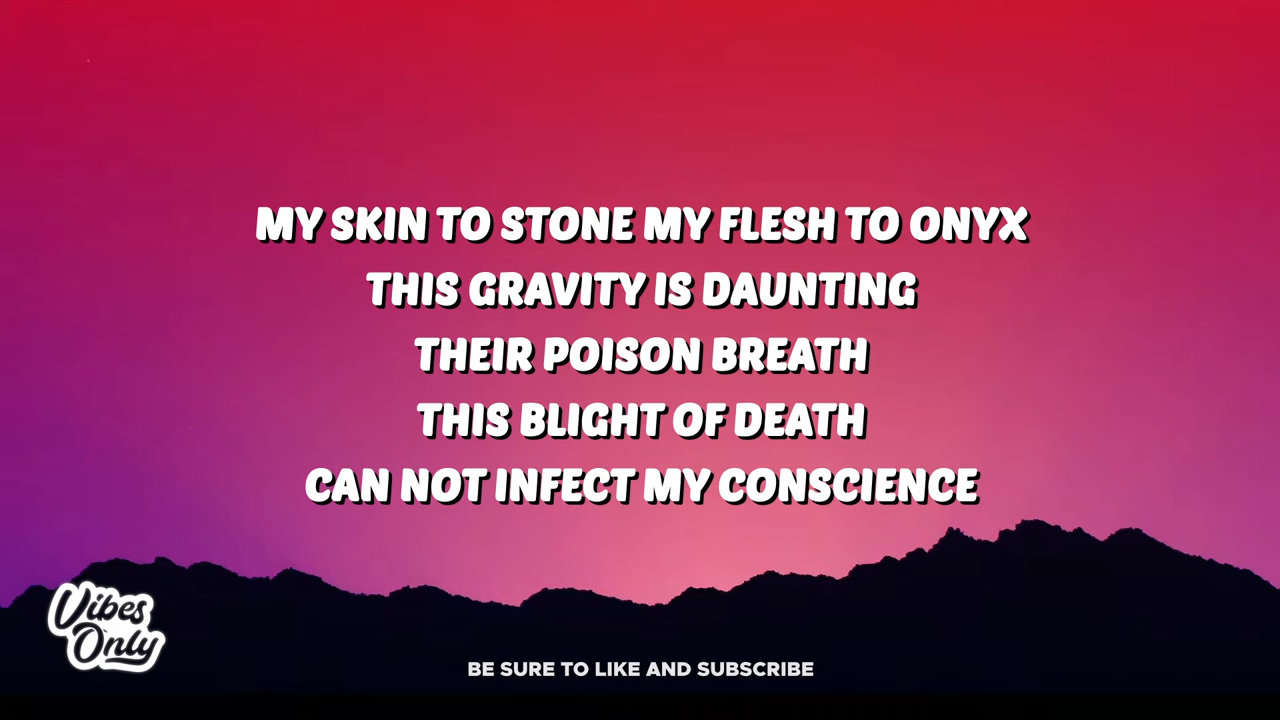 MY SKIN TO STONE MY FLESH TO ONYX
THIS GRAVITY IS DAUNTING
THEIR POISON BREATH
THIS BLIGHT OF DEATH
CAN NOT INFECT MY CONSCIENCE
Vibes
Only
BE SURE TO LIKE AND SUBSCRIBE